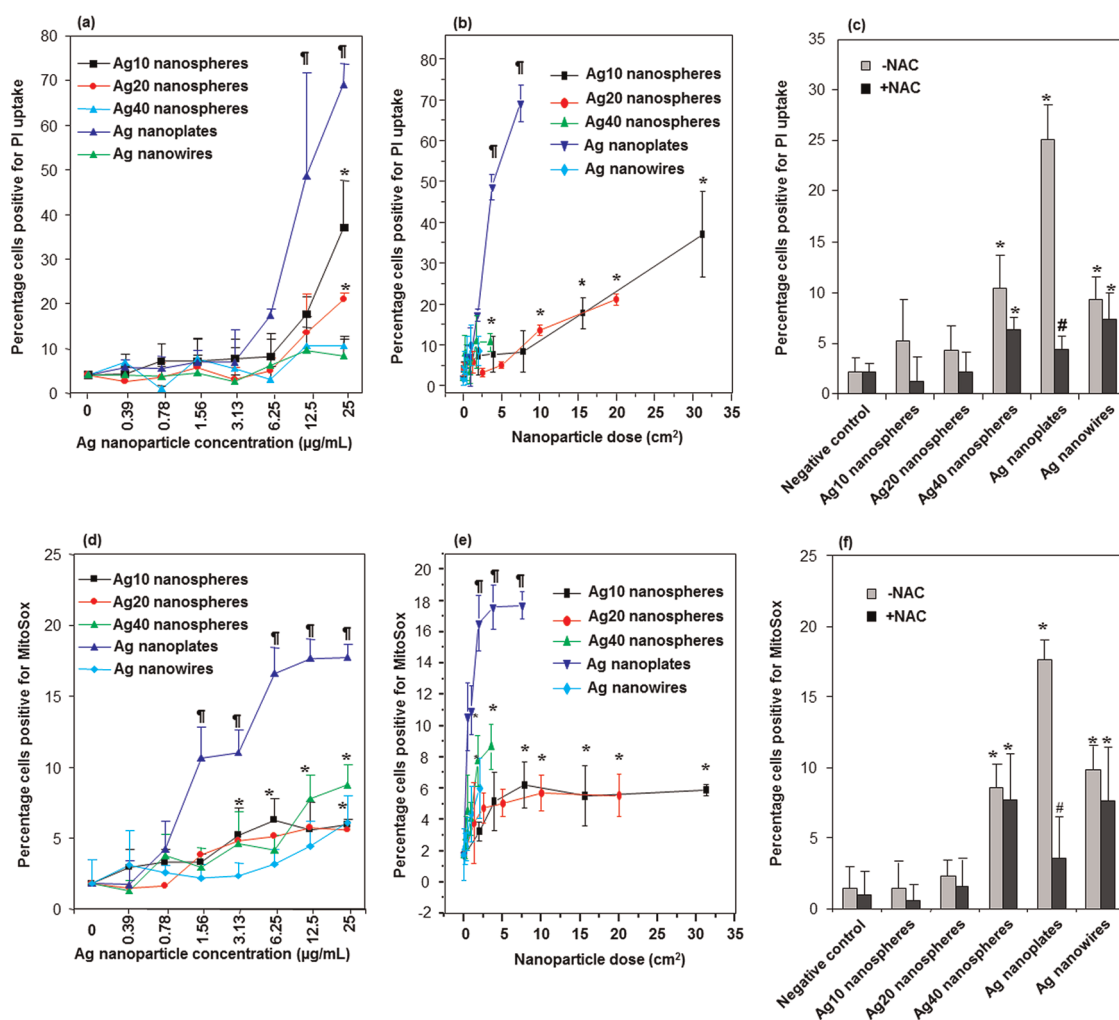 (a)
Percentage cells positive for PI uptake
80
70
60
50
40
30
20
10
0
Ag10 nanospheres
Ag20 nanospheres
Ag40 nanospheres
Ag nanoplates
Ag nanowires
¶ ¶
*
*
0 0.39 0.78 1.56 3.13 6.25 12.5 25
Ag nanoparticle concentration (µg/mL)
(b)
Percentage cells positive for PI uptake
80
70
60
50
40
30
20
10
0
Ag10 nanospheres
Ag20 nanospheres
Ag40 nanospheres
Ag nanoplates
Ag nanowires
¶
¶
* * * * *
0 5 10 15 20 25 30 35
Nanoparticle dose (cm²)
(c)
Percentage cells positive for PI uptake
35
30
25
20
15
10
5
0
-NAC
+NAC
* * * # * *
Negative control
Ag10 nanospheres
Ag20 nanospheres
Ag40 nanospheres
Ag nanoplates
Ag nanowires
(d)
Percentage cells positive for MitoSox
25
20
15
10
5
0
Ag10 nanospheres
Ag20 nanospheres
Ag40 nanospheres
Ag nanoplates
Ag nanowires
¶ ¶ ¶ ¶ ¶
* * * * *
0 0.39 0.78 1.56 3.13 6.25 12.5 25
Ag nanoparticle concentration (µg/mL)
(e)
Percentage cells positive for MitoSox
20
18
16
14
12
10
8
6
4
2
0
-2
Ag10 nanospheres
Ag20 nanospheres
Ag40 nanospheres
Ag nanoplates
Ag nanowires
¶ ¶ ¶
* * * * * * * *
0 5 10 15 20 25 30 35
Nanoparticle dose (cm²)
(f)
Percentage cells positive for MitoSox
25
20
15
10
5
0
-NAC
+NAC
* * * # * *
Negative control
Ag10 nanospheres
Ag20 nanospheres
Ag40 nanospheres
Ag nanoplates
Ag nanowires